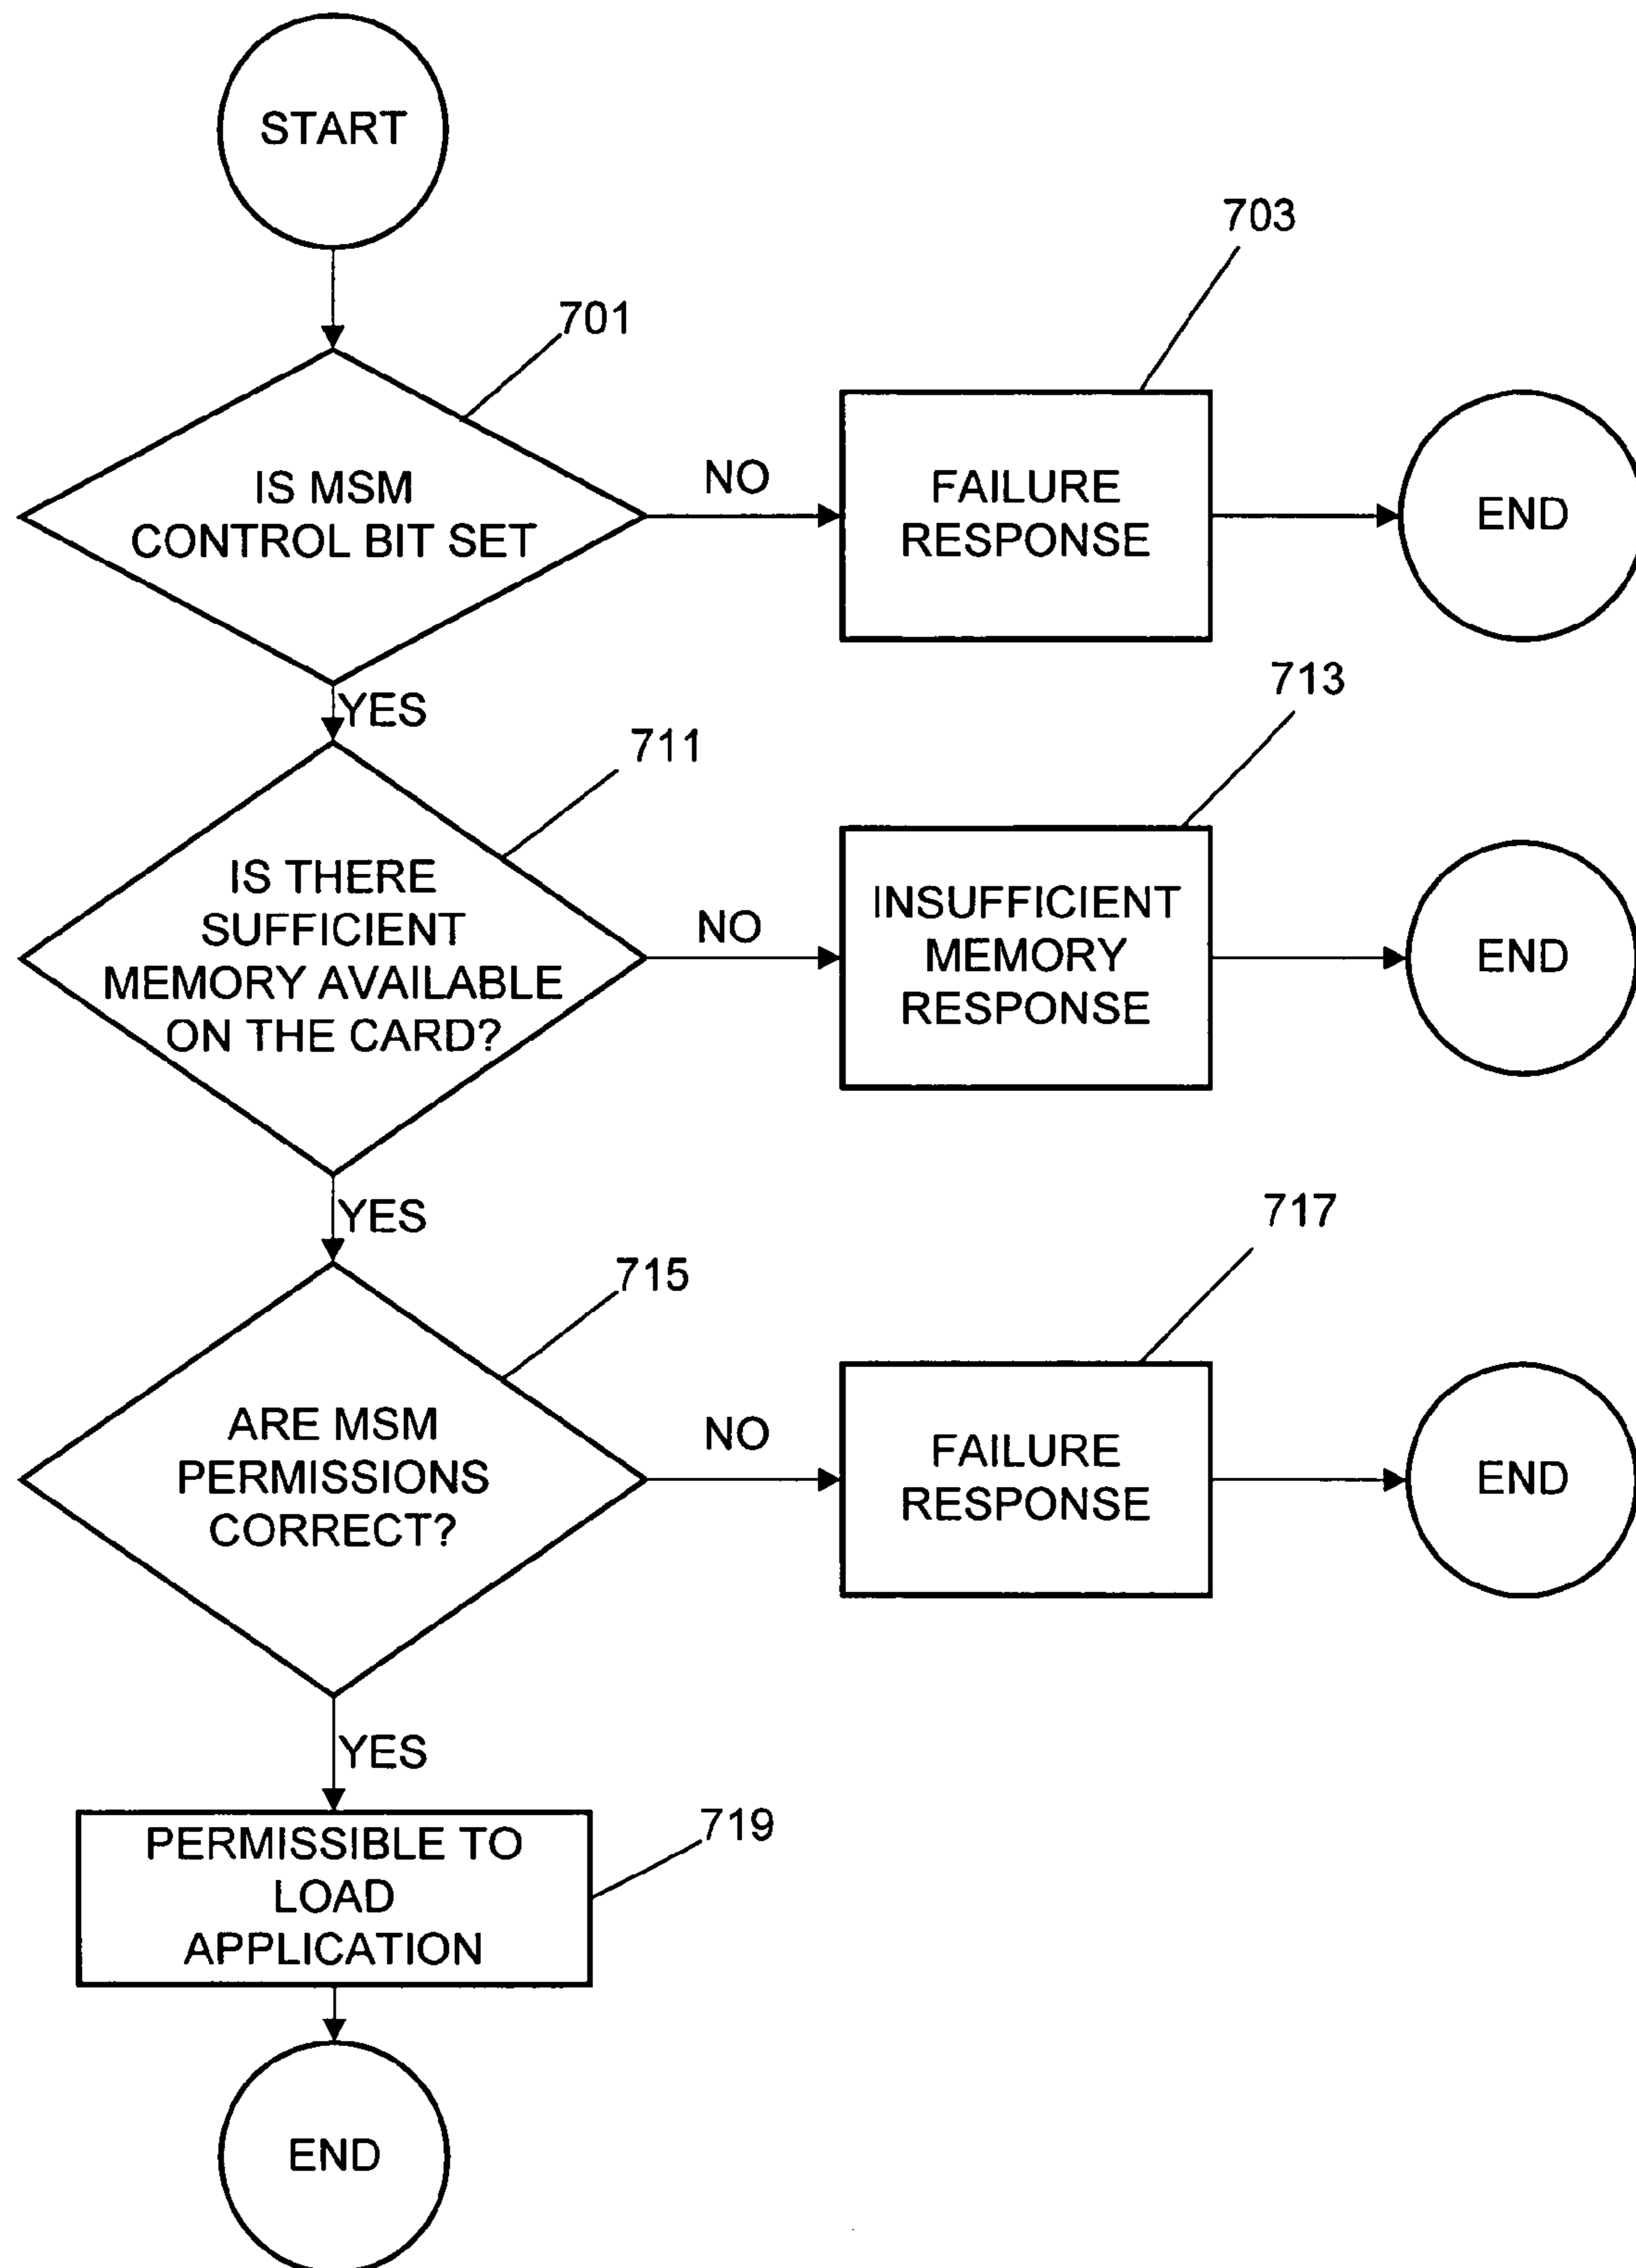 START
703
701
IS MSM
CONTROL BIT SET
NO
FAILURE
RESPONSE
END
YES
713
711
IS THERE
SUFFICIENT
MEMORY AVAILABLE
ON THE CARD?
NO
INSUFFICIENT
MEMORY
RESPONSE
END
YES
717
715
ARE MSM
PERMISSIONS
CORRECT?
NO
FAILURE
RESPONSE
END
YES
719
PERMISSIBLE TO
LOAD
APPLICATION
END